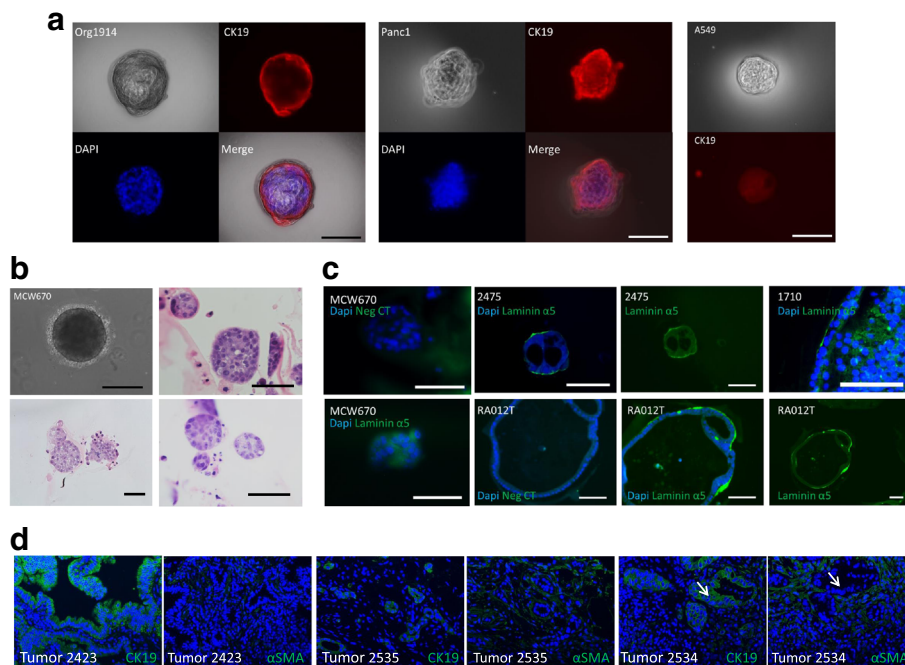 a
Org1914
CK19
Panc1
CK19
A549
DAPI
Merge
DAPI
Merge
CK19
b
c
MCW670
MCW670
Dapi Neg CT
2475
Dapi Laminin α5
2475
Laminin α5
1710
Dapi Laminin α5
MCW670
Dapi Laminin α5
RA012T
Dapi Neg CT
RA012T
Dapi Laminin α5
RA012T
Laminin α5
d
Tumor 2423 CK19
Tumor 2423 αSMA
Tumor 2535 CK19
Tumor 2535 αSMA
Tumor 2534 CK19
Tumor 2534 αSMA